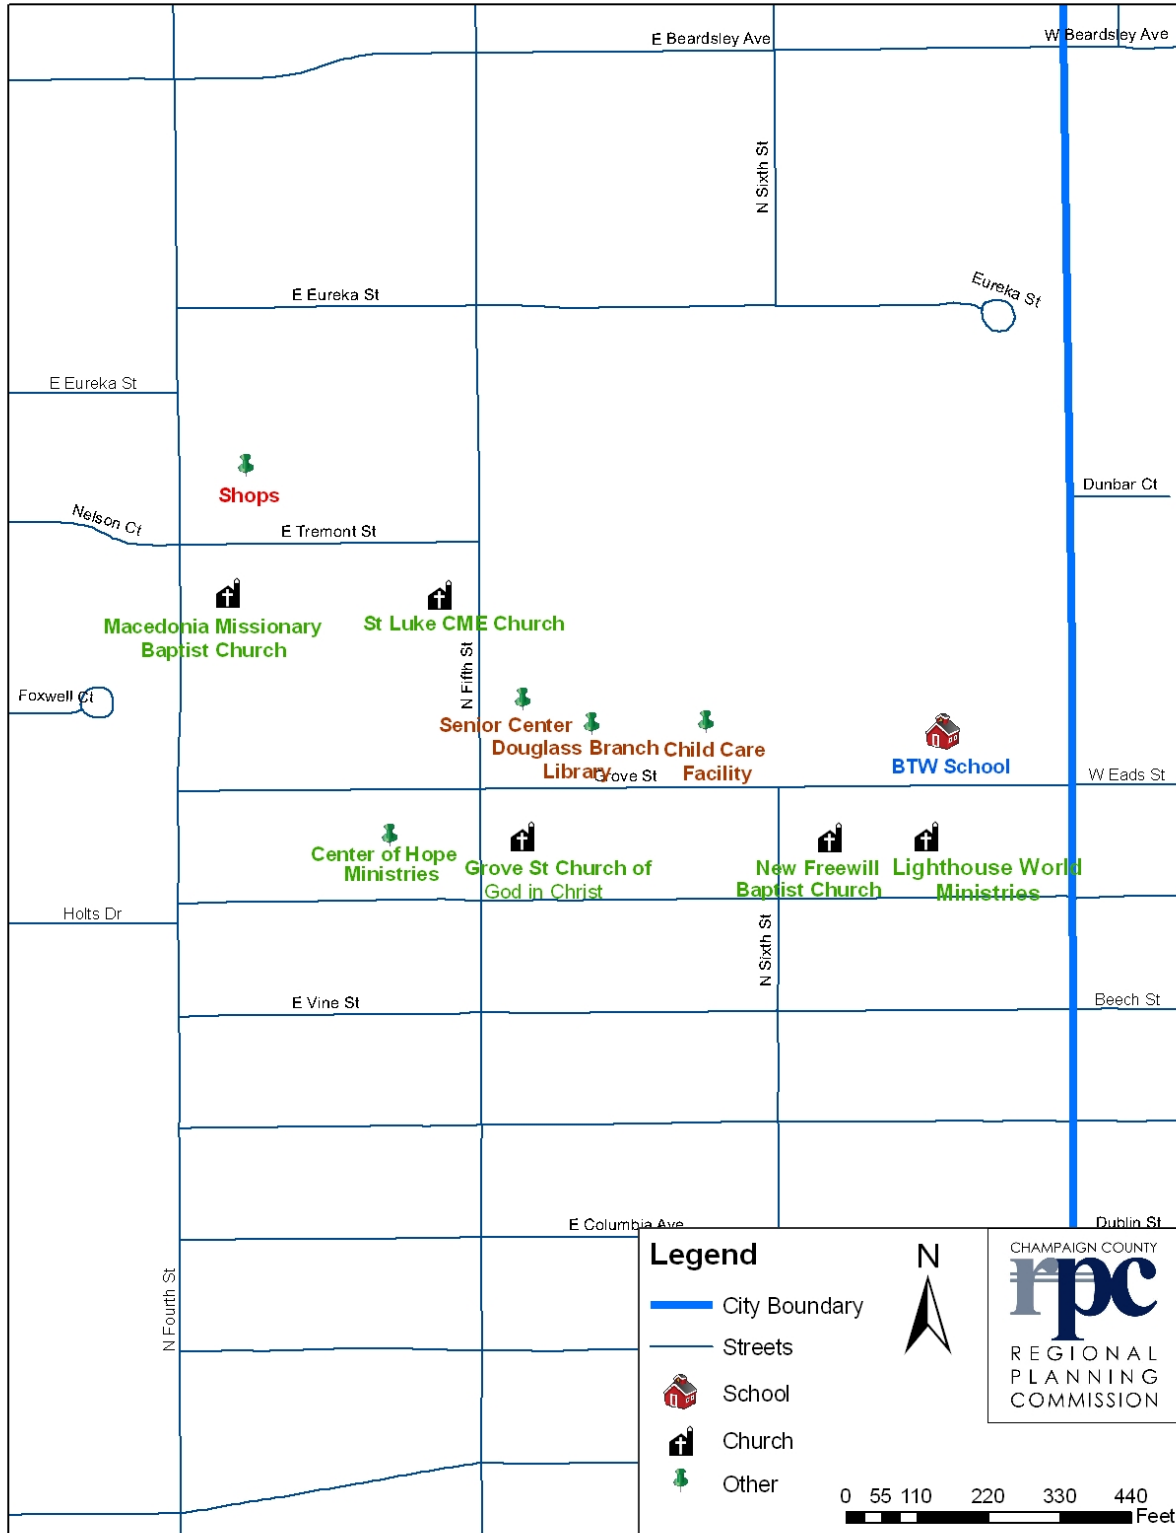 E Beardsley Ave
W Beardsley Ave
N Sixth St
E Eureka St
Eureka St
E Eureka St
Shops
Dunbar Ct
Nelson Ct
E Tremont St
Macedonia Missionary
Baptist Church
St Luke CME Church
N Fifth St
Foxwell Ct
Senior Center
Douglass Branch
Library
Child Care
Facility
Grove St
BTW School
W Eads St
Center of Hope
Ministries
Grove St Church of
God in Christ
New Freewill
Baptist Church
Lighthouse World
Ministries
Holts Dr
N Sixth St
E Vine St
Beech St
E Columbia Ave
Dublin St
N Fourth St
Legend
City Boundary
Streets
School
Church
Other
N
CHAMPAIGN COUNTY
rpc
REGIONAL
PLANNING
COMMISSION
0 55 110 220 330 440
Feet